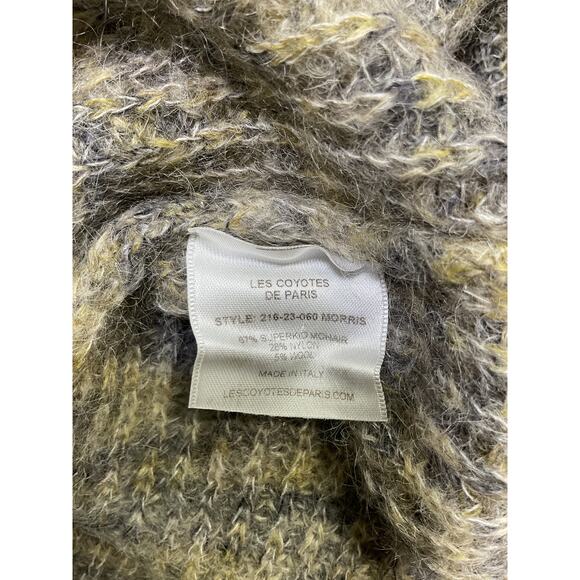 LES COYOTES
DE PARIS
STYLE: 216-23-060 MORRIS
67% SUPERKID MOHAIR
28% NYLON
5% WOOL
MADE IN ITALY
LESCOYOTESDEPARIS.COM